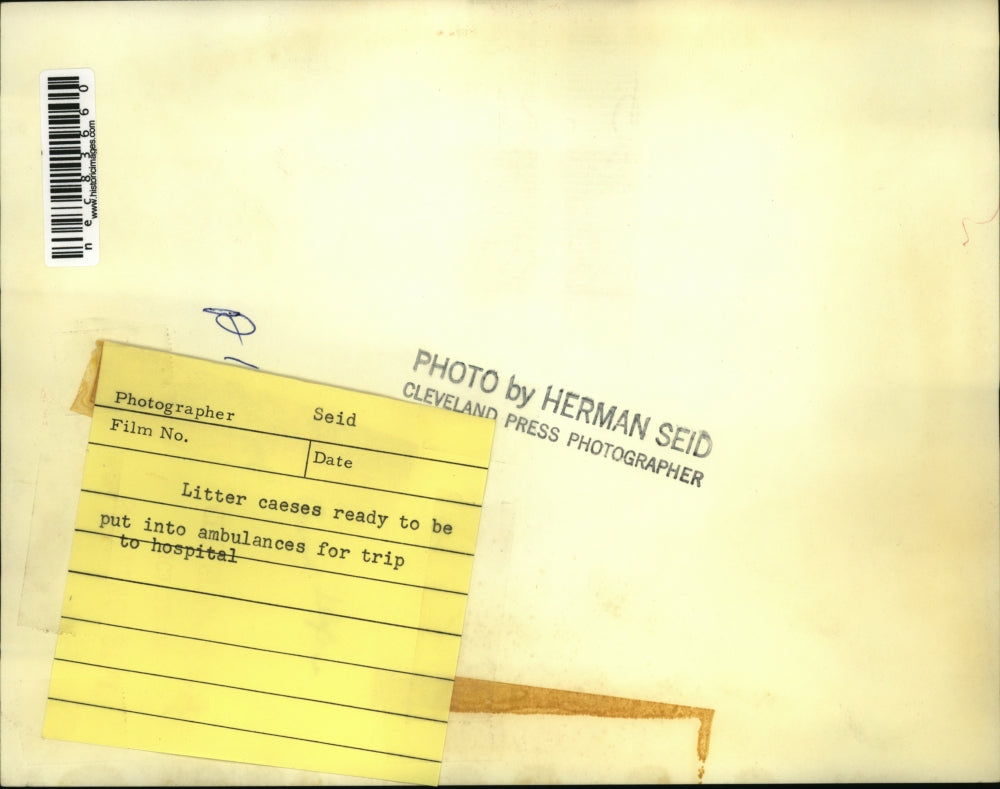 nec83660
www.historicimages.com
PHOTO by HERMAN SEID
CLEVELAND PRESS PHOTOGRAPHER
Photographer Seid
Film No.
Date
Litter caeses ready to be
put into ambulances for trip
to hospital